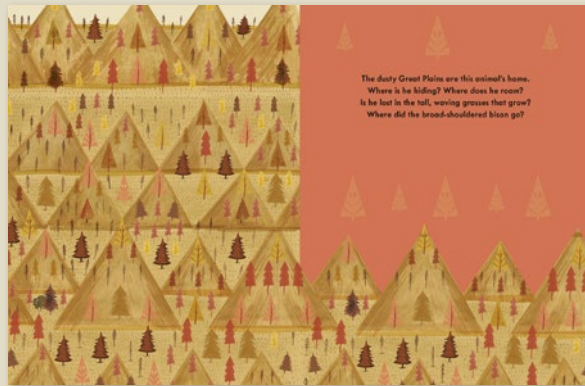 The dusty Great Plains are this animal's home.
Where is he hiding? Where does he roam?
Is he lost in the tall, waving grasses that grow?
Where did the broad-shouldered bison go?